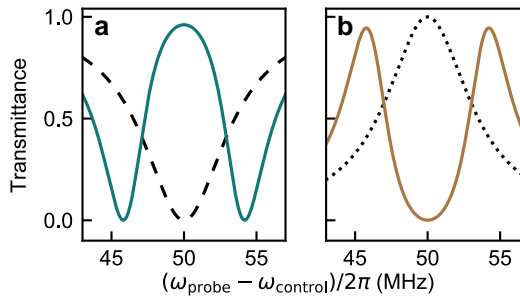 a
b
Transmittance
1.0
0.5
0.0
45
50
55
45
50
55
(ω_probe − ω_control)/2π (MHz)